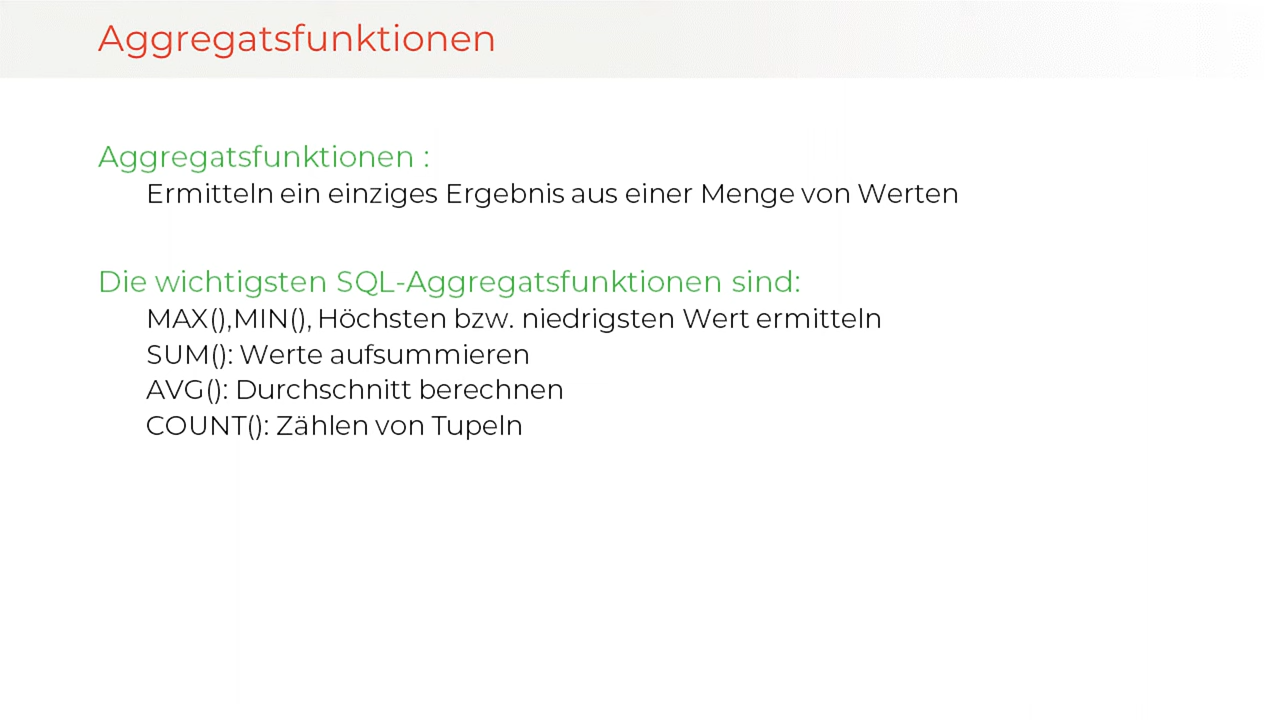 Aggregatsfunktionen
Aggregatsfunktionen :
Ermitteln ein einziges Ergebnis aus einer Menge von Werten
Die wichtigsten SQL-Aggregatsfunktionen sind:
MAX(),MIN(), Höchsten bzw. niedrigsten Wert ermitteln
SUM(): Werte aufsummieren
AVG(): Durchschnitt berechnen
COUNT(): Zählen von Tupeln